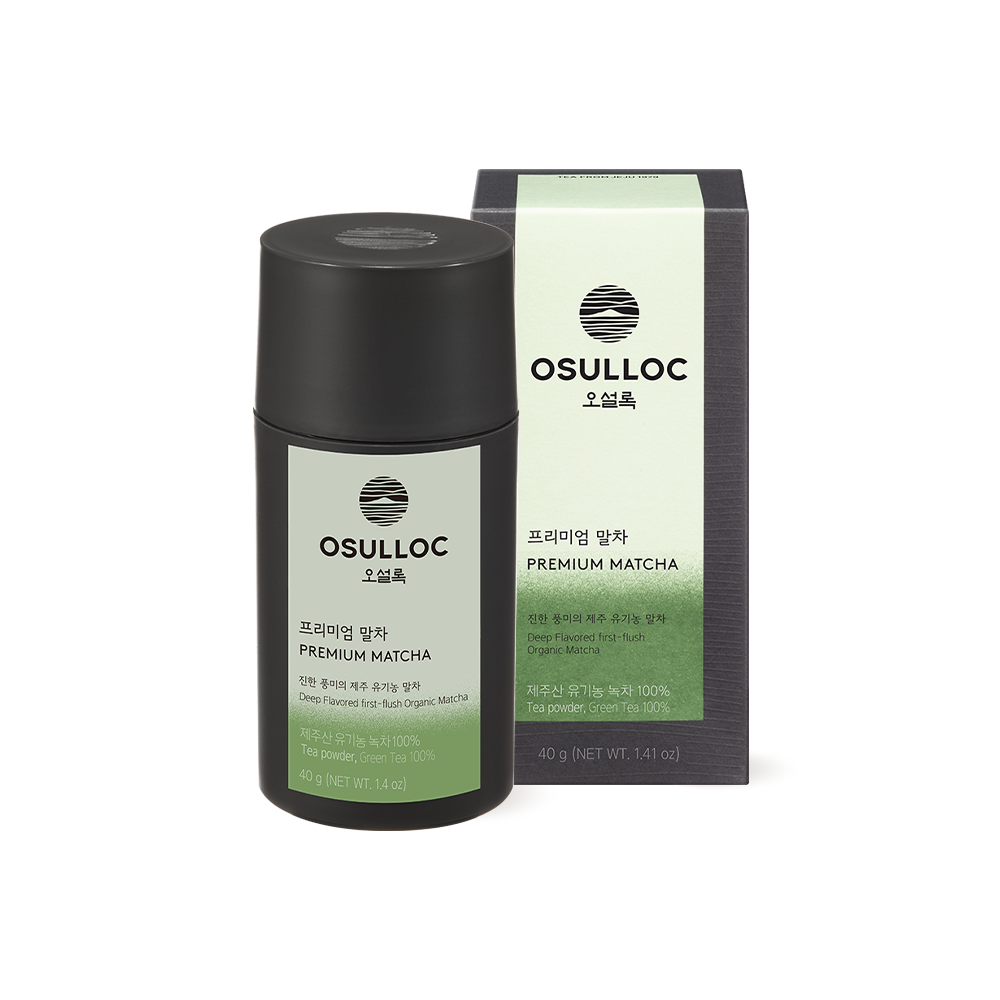 OSULLOC
오설록
프리미엄 말차
PREMIUM MATCHA
진한 풍미의 제주 유기농 말차
Deep Flavored first-flush Organic Matcha
제주산 유기농 녹차100%
Tea powder, Green Tea 100%
40 g (NET WT. 1.4 oz)
TEA FROM JEJU 1979
OSULLOC
오설록
프리미엄 말차
PREMIUM MATCHA
진한 풍미의 제주 유기농 말차
Deep Flavored first-flush
Organic Matcha
제주산 유기농 녹차 100%
Tea powder, Green Tea 100%
40 g (NET WT. 1.41 oz)